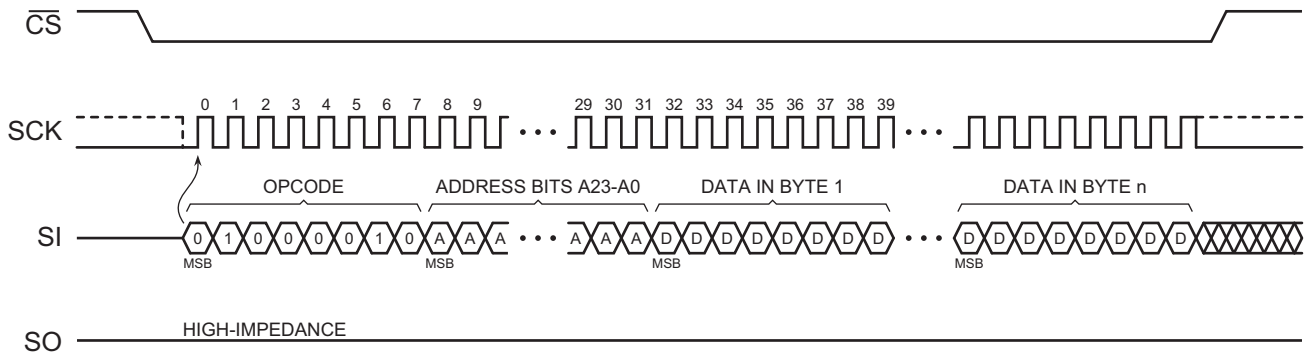 CS
0 1 2 3 4 5 6 7 8 9 29 30 31 32 33 34 35 36 37 38 39
SCK
OPCODE ADDRESS BITS A23-A0 DATA IN BYTE 1 DATA IN BYTE n
SI 0 1 0 0 0 0 1 0 A A A A A A D D D D D D D D D D D D D D D D
MSB MSB MSB MSB
HIGH-IMPEDANCE
SO